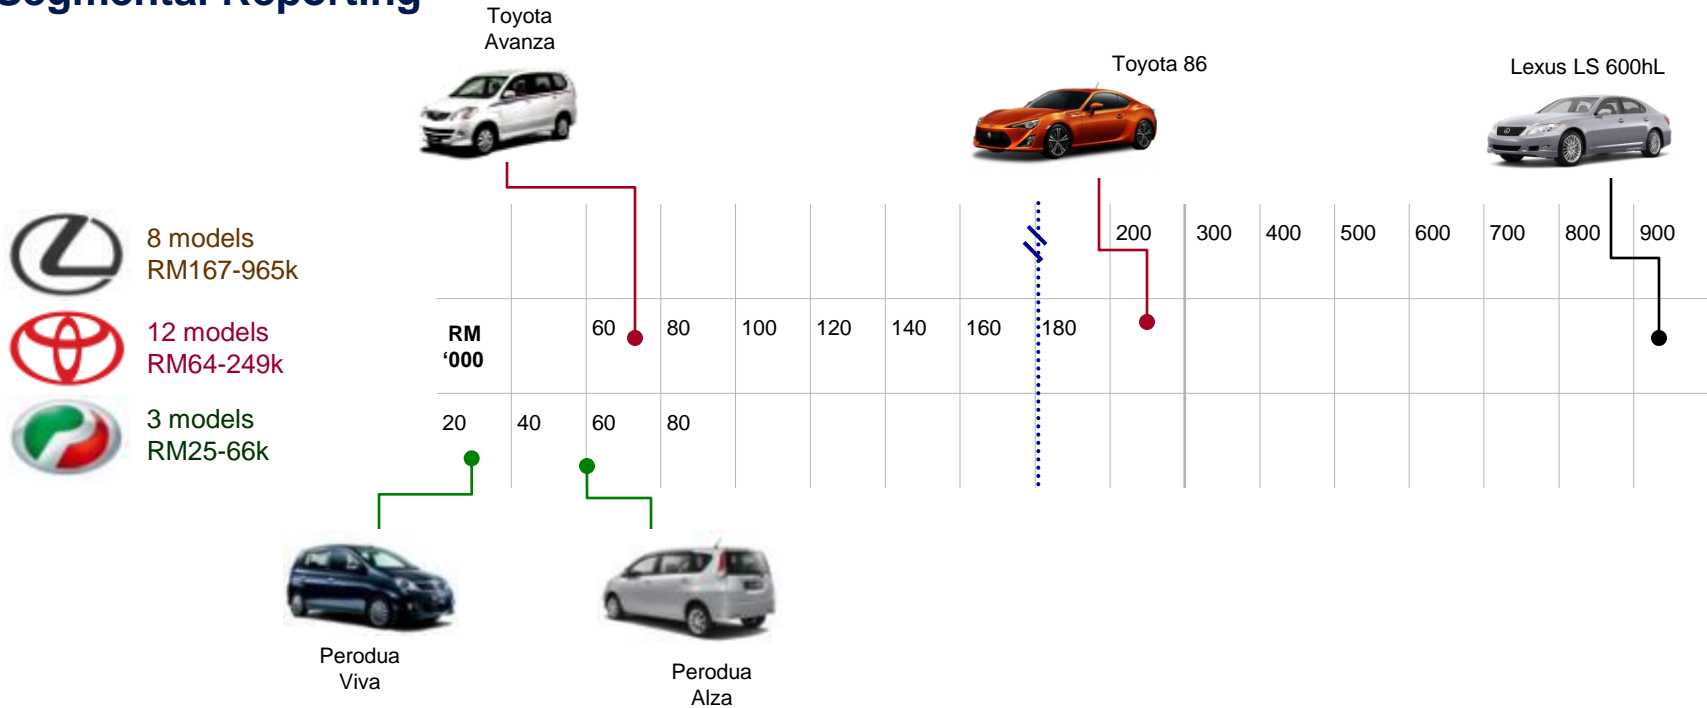 Segmental Reporting
Toyota
Avanza
Toyota 86
Lexus LS 600hL
8 models
RM167-965k
200 300 400 500 600 700 800 900
12 models
RM64-249k
RM
‘000
60 80 100 120 140 160 180
3 models
RM25-66k
20 40 60 80
Perodua
Viva
Perodua
Alza